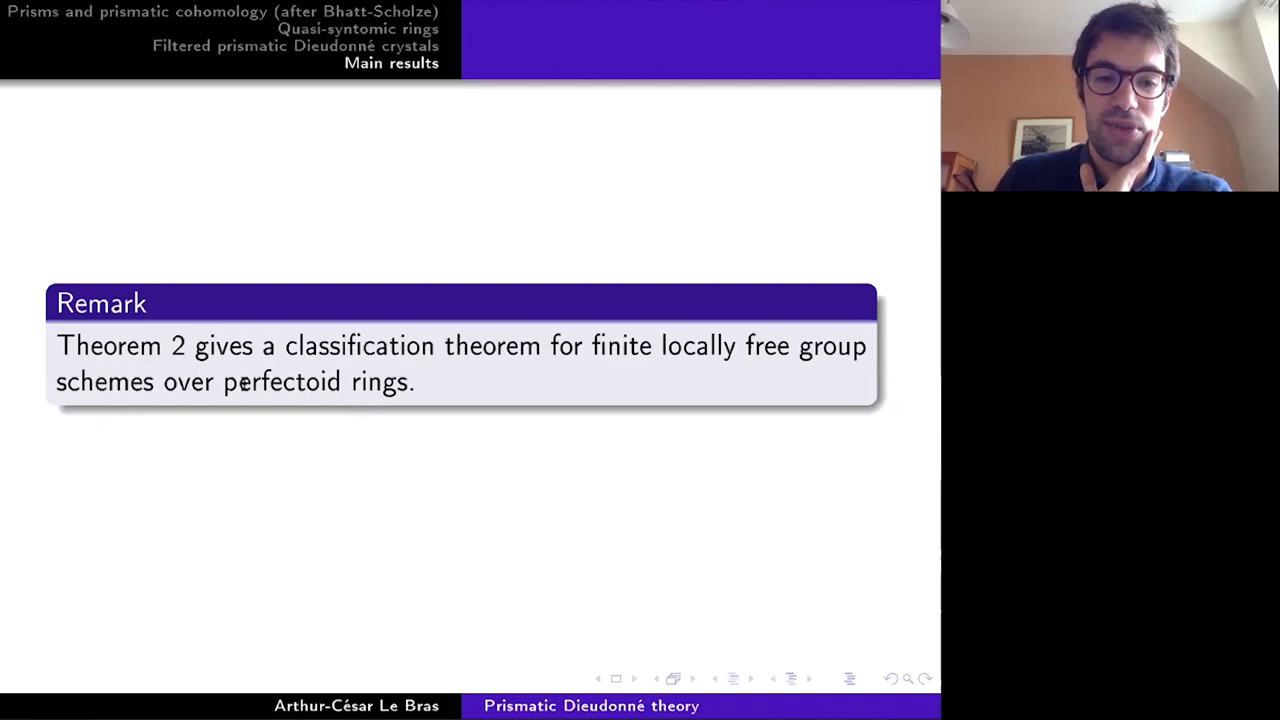 Prisms and prismatic cohomology (after Bhatt-Scholze)
Quasi-syntomic rings
Filtered prismatic Dieudonné crystals
Main results
Remark
Theorem 2 gives a classification theorem for finite locally free group
schemes over perfectoid rings.
Arthur-César Le Bras
Prismatic Dieudonné theory